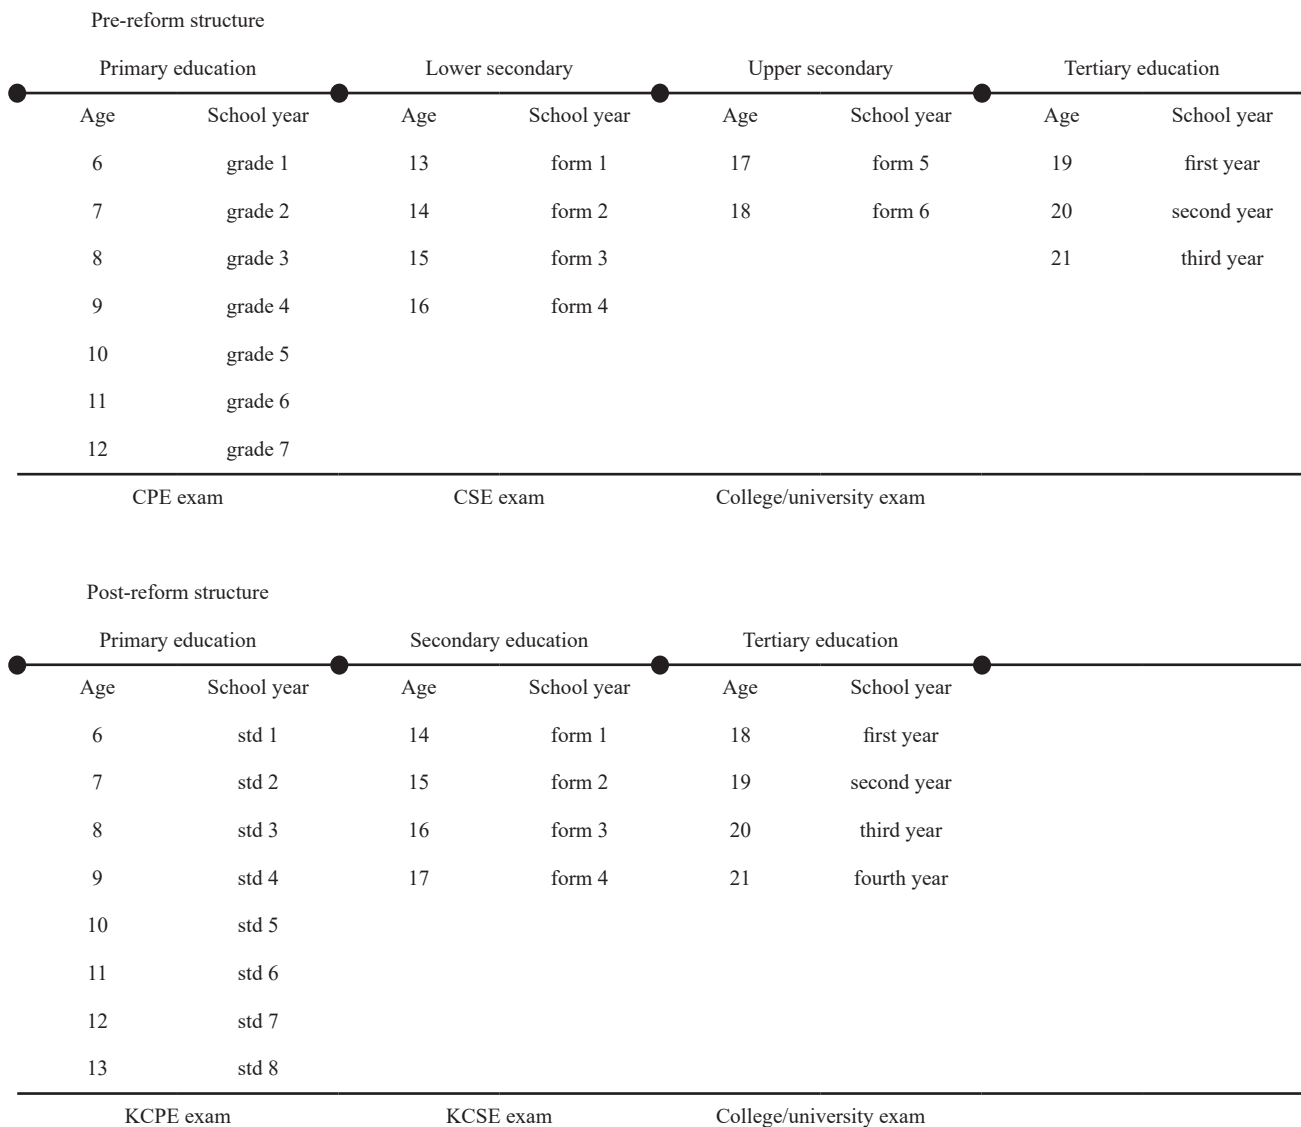 Pre-reform structure
Primary education Lower secondary Upper secondary Tertiary education
Age School year Age School year Age School year Age School year
6 grade 1 13 form 1 17 form 5 19 first year
7 grade 2 14 form 2 18 form 6 20 second year
8 grade 3 15 form 3 21 third year
9 grade 4 16 form 4
10 grade 5
11 grade 6
12 grade 7
CPE exam CSE exam College/university exam
Post-reform structure
Primary education Secondary education Tertiary education
Age School year Age School year Age School year
6 std 1 14 form 1 18 first year
7 std 2 15 form 2 19 second year
8 std 3 16 form 3 20 third year
9 std 4 17 form 4 21 fourth year
10 std 5
11 std 6
12 std 7
13 std 8
KCPE exam KCSE exam College/university exam